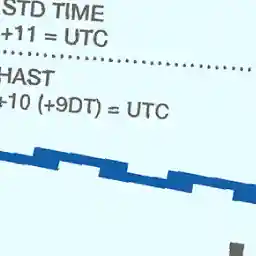 STD TIME
+11 = UTC
HAST
+10 (+9DT) = UTC